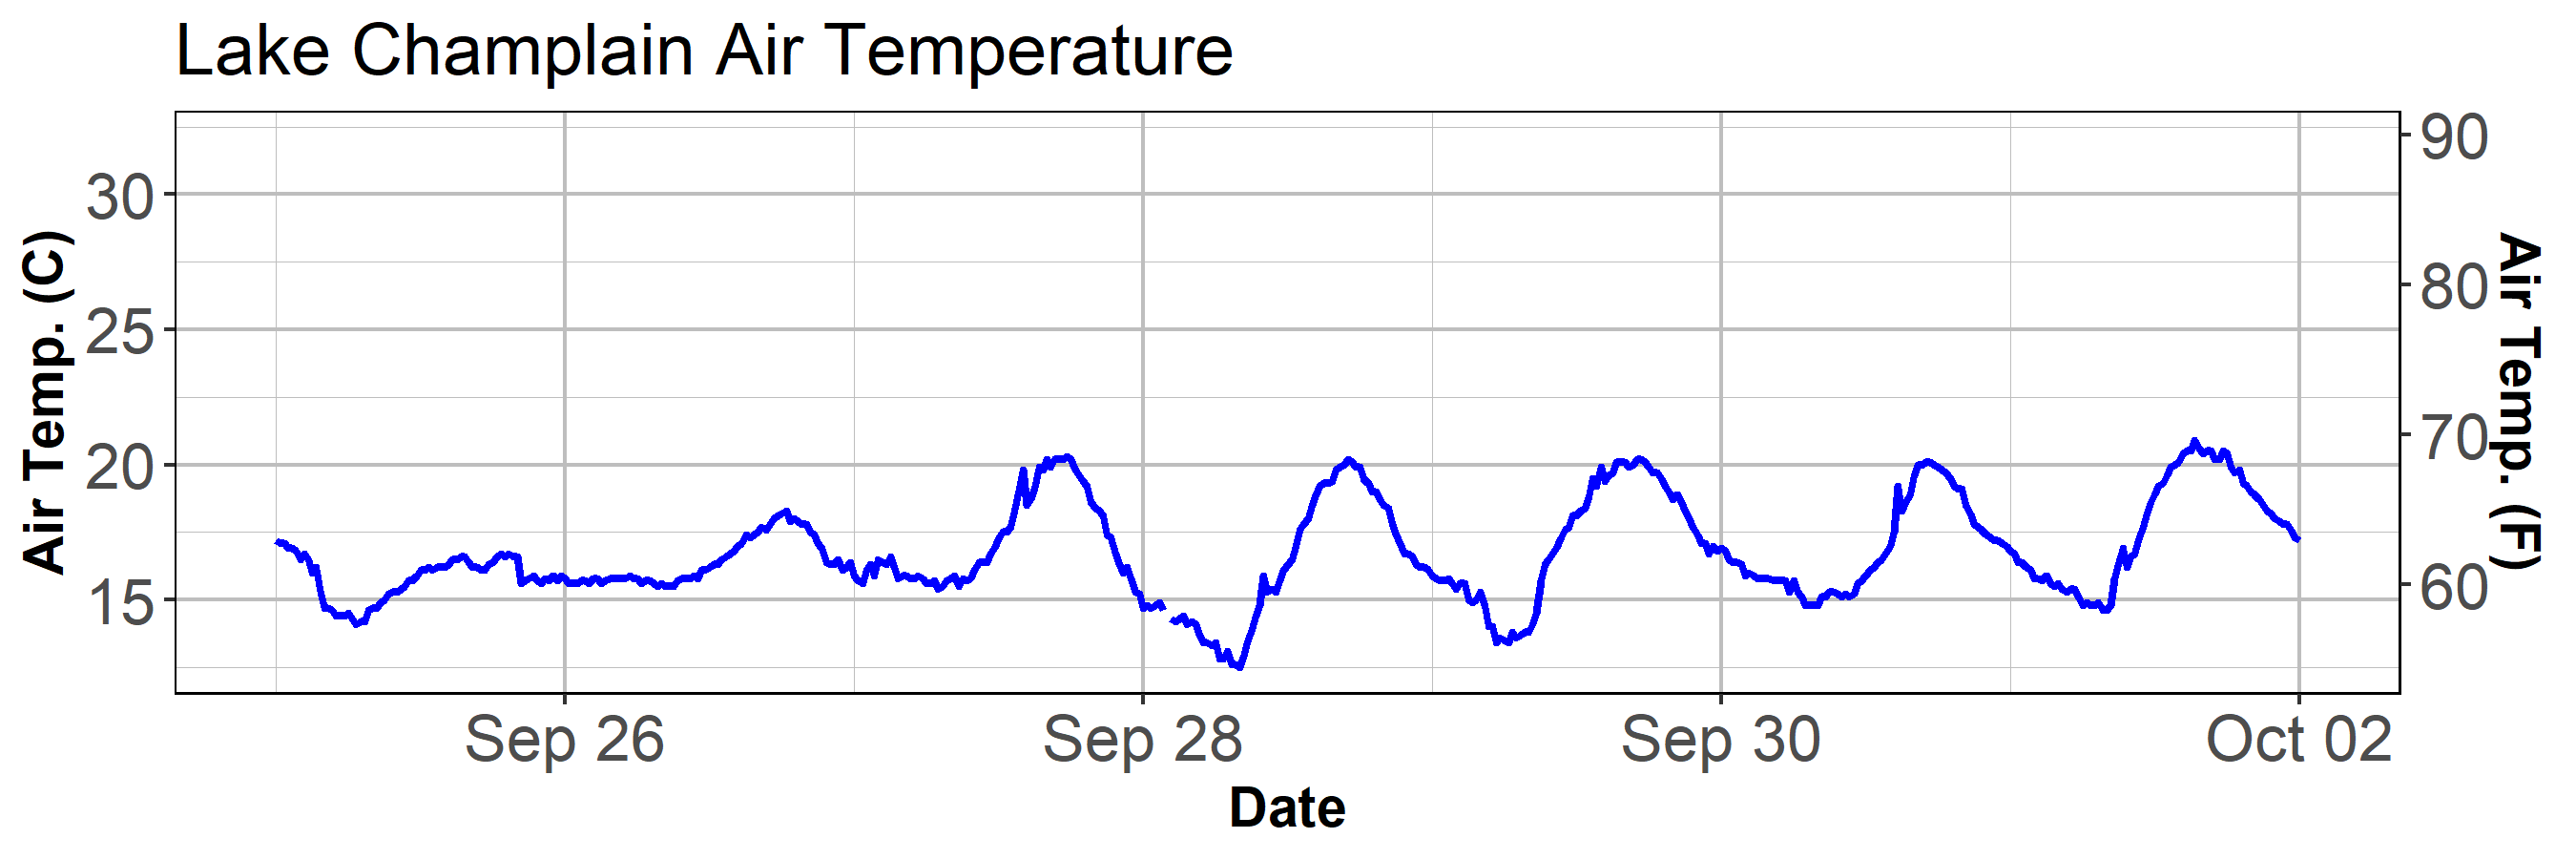 Lake Champlain Air Temperature
Air Temp. (C)
30
25
20
15
90
80
70
60
Air Temp. (F)
Sep 26
Sep 28
Sep 30
Oct 02
Date